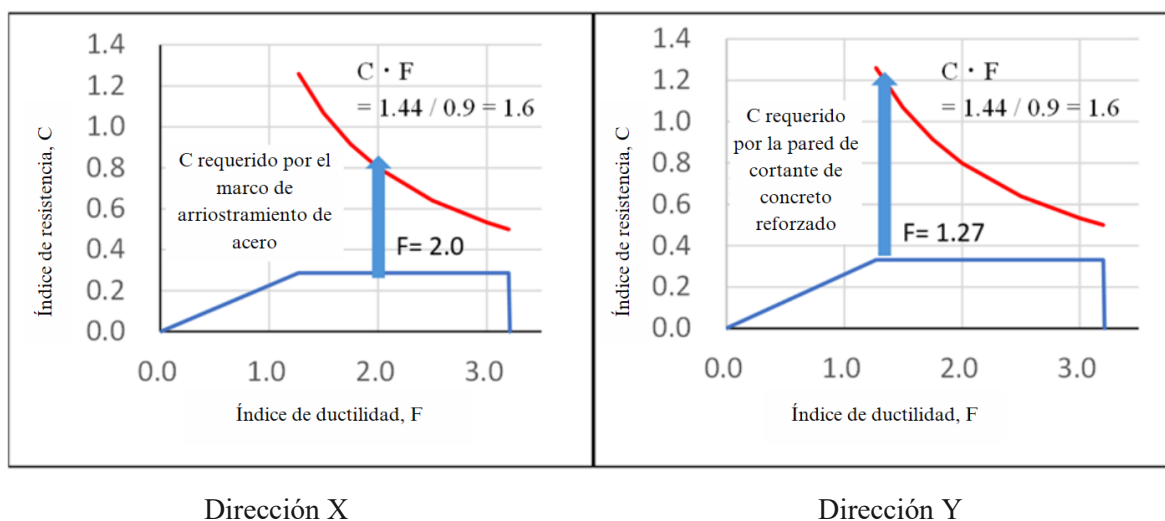 1.4
1.2
1.0
0.8
0.6
0.4
0.2
0.0
Índice de resistencia, C
C · F
= 1.44 / 0.9 = 1.6
C requerido por el
marco de
arriostramiento de
acero
F= 2.0
0.0 1.0 2.0 3.0
Índice de ductilidad, F
Dirección X
1.4
1.2
1.0
0.8
0.6
0.4
0.2
0.0
Índice de resistencia, C
C · F
= 1.44 / 0.9 = 1.6
C requerido
por la pared de
cortante de
concreto
reforzado
F= 1.27
0.0 1.0 2.0 3.0
Índice de ductilidad, F
Dirección Y